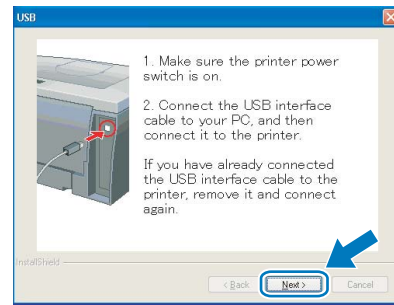 USB
1. Make sure the printer power
switch is on.
2. Connect the USB interface
cable to your PC, and then
connect it to the printer.
If you have already connected
the USB interface cable to the
printer, remove it and connect
again.
InstallShield
< Back Next > Cancel